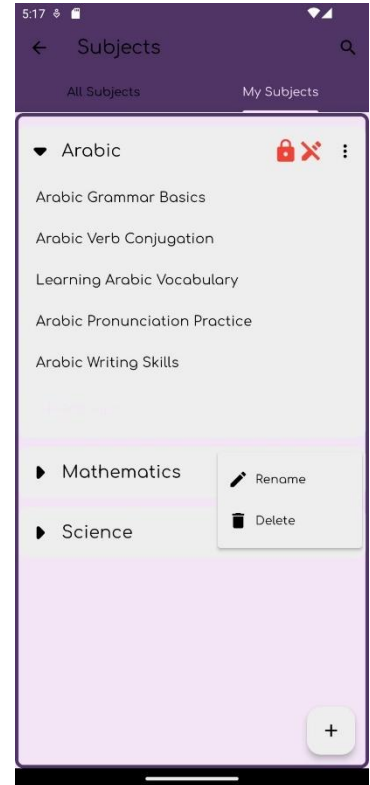 5:17
Subjects
All Subjects
My Subjects
Arabic
Arabic Grammar Basics
Arabic Verb Conjugation
Learning Arabic Vocabulary
Arabic Pronunciation Practice
Arabic Writing Skills
Mathematics
Rename
Delete
Science
+